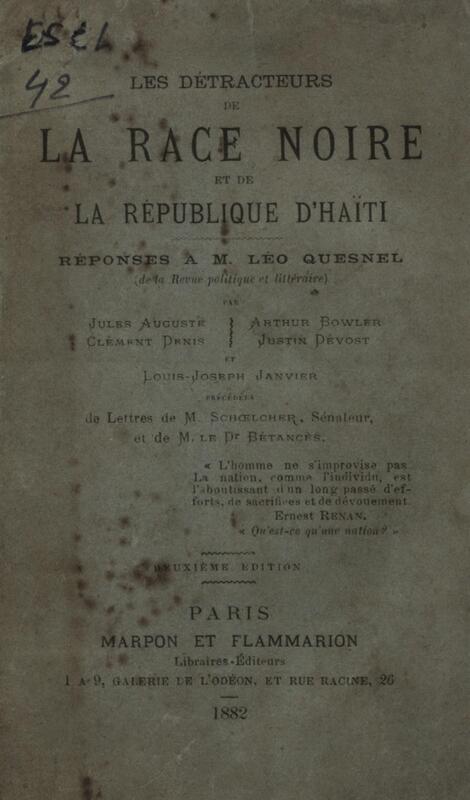 ESEL
42
LES DÉTRACTEURS
DE
LA RACE NOIRE
ET DE
LA RÉPUBLIQUE D'HAÏTI
RÉPONSES A M. LÉO QUESNEL
(de la Revue politique et littéraire)
PAR
JULES AUGUSTE ARTHUR BOWLER
CLÉMENT DENIS JUSTIN DÉVOST
ET
LOUIS-JOSEPH JANVIER
PRÉCÉDÉES
de Lettres de M. SCHŒLCHER, Sénateur,
et de M. LE Dr BÉTANCÈS.
« L'homme ne s'improvise pas
La nation, comme l'individu, est
l'aboutissant d'un long passé d'ef-
forts, de sacrifices et de dévouement.
Ernest RENAN.
« Qu'est-ce qu'une nation? »
DEUXIÈME ÉDITION
PARIS
MARPON ET FLAMMARION
Libraires-Éditeurs
1 A 9, GALERIE DE L'ODÉON, ET RUE RACINE, 26
1882